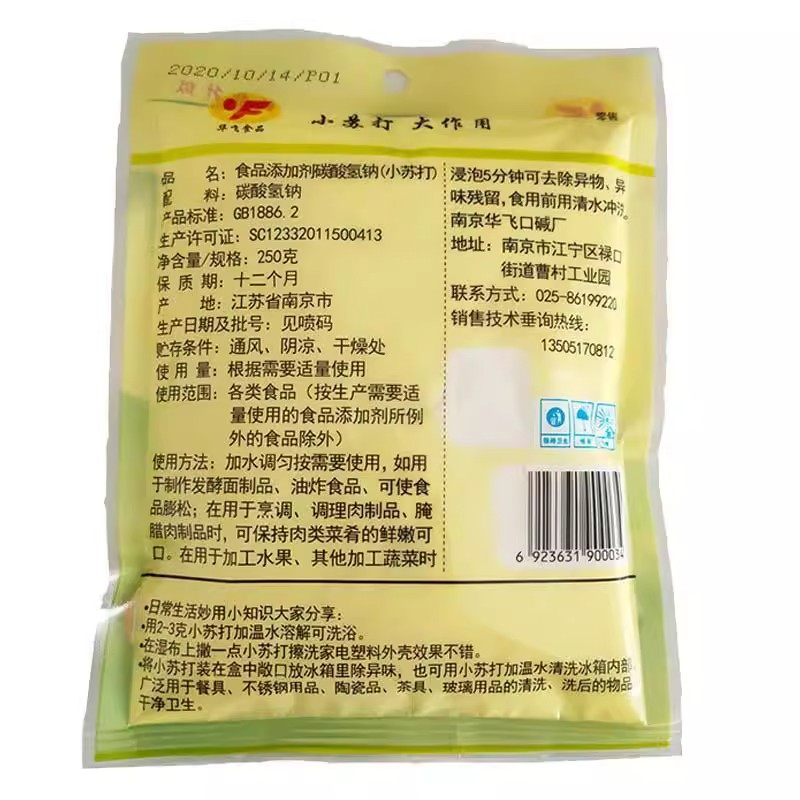 2020/10/14/P01
华飞食品
小苏打 大作用
零售
品 名：食品添加剂碳酸氢钠(小苏打)
配 料：碳酸氢钠
产品标准：GB1886.2
生产许可证：SC12332011500413
净含量/规格：250克
保 质 期：十二个月
产 地：江苏省南京市
生产日期及批号：见喷码
贮存条件：通风、阴凉、干燥处
使 用 量：根据需要适量使用
使用范围：各类食品（按生产需要适
量使用的食品添加剂所例
外的食品除外）
使用方法：加水调匀按需要使用，如用
于制作发酵面制品、油炸食品、可使食
品膨松；在用于烹调、调理肉制品、腌
腊肉制品时，可保持肉类菜肴的鲜嫩可
口。在用于加工水果、其他加工蔬菜时
浸泡5分钟可去除异物、异
味残留，食用前用清水冲洗。
南京华飞口碱厂
地址：南京市江宁区禄口
街道曹村工业园
联系方式：025-86199220
销售技术垂询热线：
13505170812
6 923631 900034
•日常生活妙用小知识大家分享：
•用2-3克小苏打加温水溶解可洗浴。
•在湿布上撒一点小苏打擦洗家电塑料外壳效果不错。
•将小苏打装在盒中敞口放冰箱里除异味，也可用小苏打加温水清洗冰箱内部，
广泛用于餐具、不锈钢用品、陶瓷品、茶具、玻璃用品的清洗、洗后的物品
干净卫生。